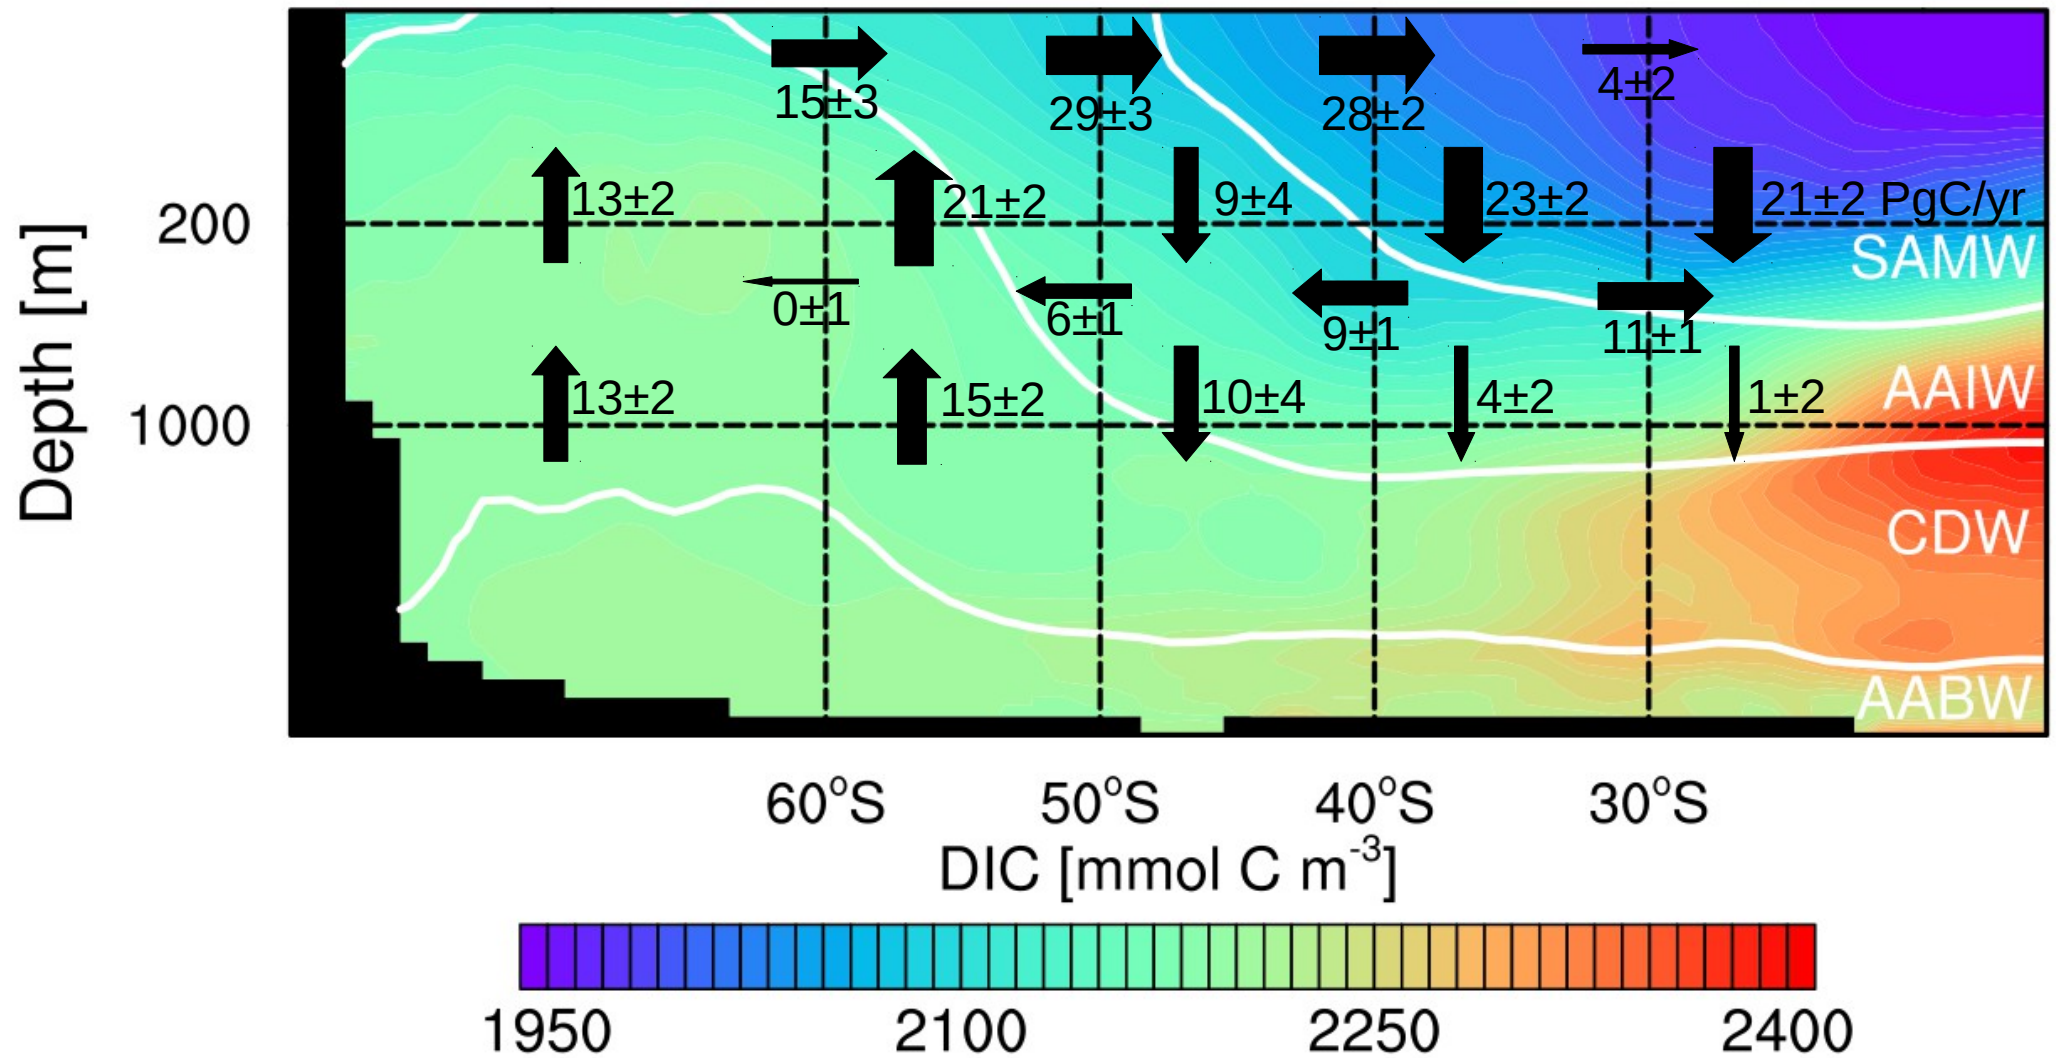 15±3
29±3
28±2
4±2
13±2
21±2
9±4
23±2
21±2 PgC/yr
200
SAMW
0±1
6±1
9±1
11±1
Depth [m]
13±2
15±2
10±4
4±2
1±2
AAIW
1000
CDW
AABW
60°S 50°S 40°S 30°S
DIC [mmol C m⁻³]
1950 2100 2250 2400